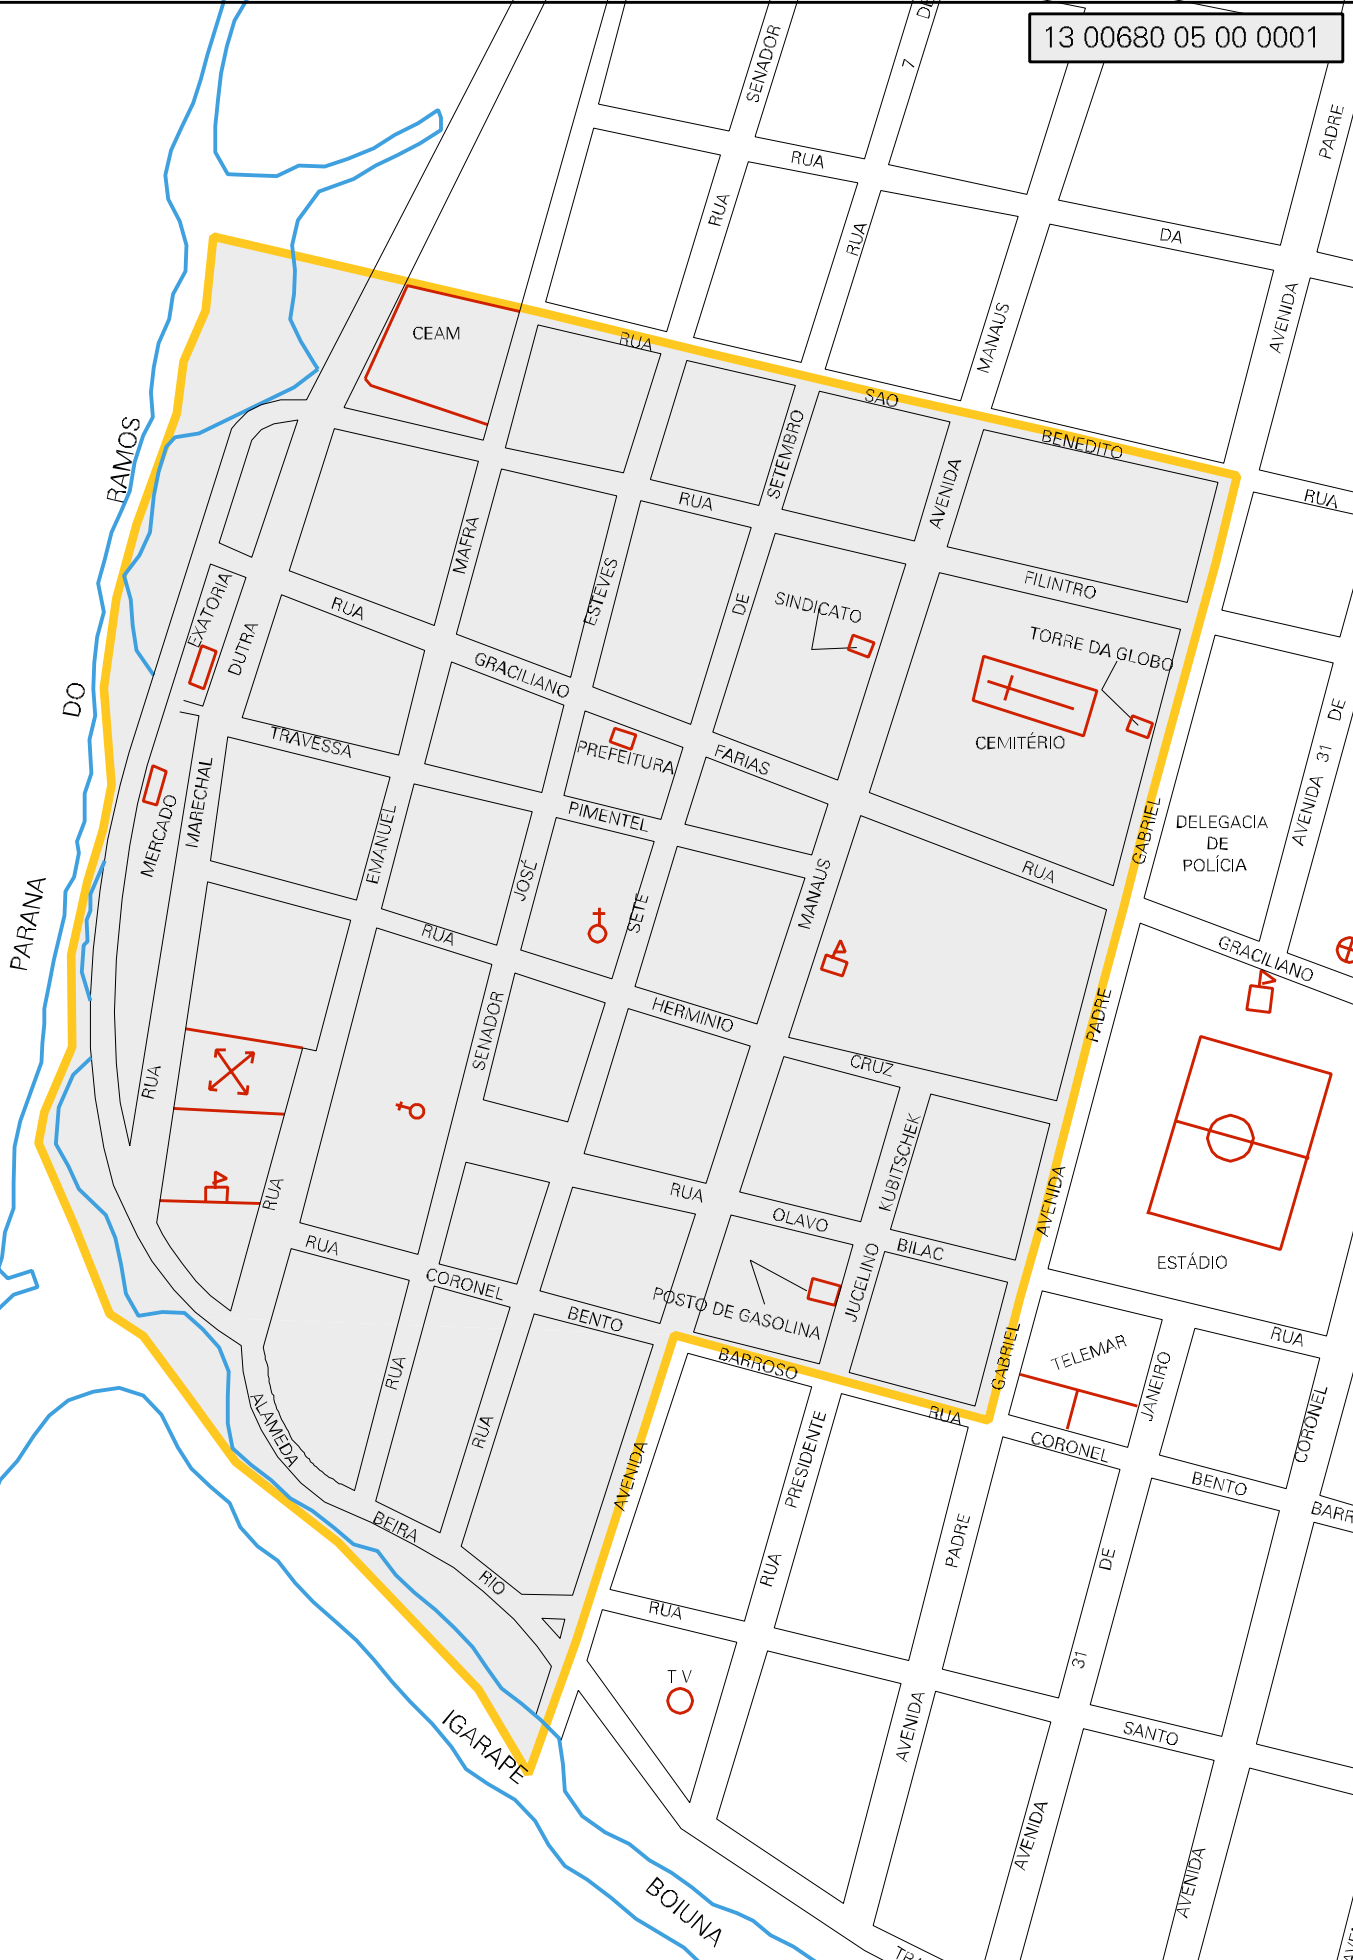 13 00680 05 00 0001
SENADOR
7
PADRE
RUA
RUA
RUA
DA
MANAUS
AVENIDA
CEAM
RUA
SAO
BENEDITO
RAMOS
SETEMBRO
AVENIDA
RUA
RUA
MAFRA
ESTEVES
FILINTRO
EXATORIA
RUA
DUTRA
DE
SINDICATO
TORRE DA GLOBO
GRACILIANO
DO
DE
TRAVESSA
PREFEITURA
FARIAS
CEMITÉRIO
31
MERCADO
MARECHAL
EMANUEL
PIMENTEL
GABRIEL
DELEGACIA
DE
POLÍCIA
AVENIDA
JOSÉ
MANAUS
RUA
PARANA
SETE
RUA
GRACILIANO
SENADOR
HERMINIO
PADRE
RUA
CRUZ
KUBITSCHEK
RUA
RUA
OLAVO
AVENIDA
RUA
BILAC
CORONEL
JUCELINO
ESTÁDIO
BENTO
POSTO DE GASOLINA
RUA
BARROSO
GABRIEL
TELEMAR
RUA
JANEIRO
ALAMEDA
RUA
RUA
CORONEL
CORONEL
AVENIDA
PRESIDENTE
BENTO
BARR
BEIRA
PADRE
DE
RIO
RUA
RUA
31
TV
IGARAPE
AVENIDA
SANTO
AVENIDA
AVENIDA
BOIUNA